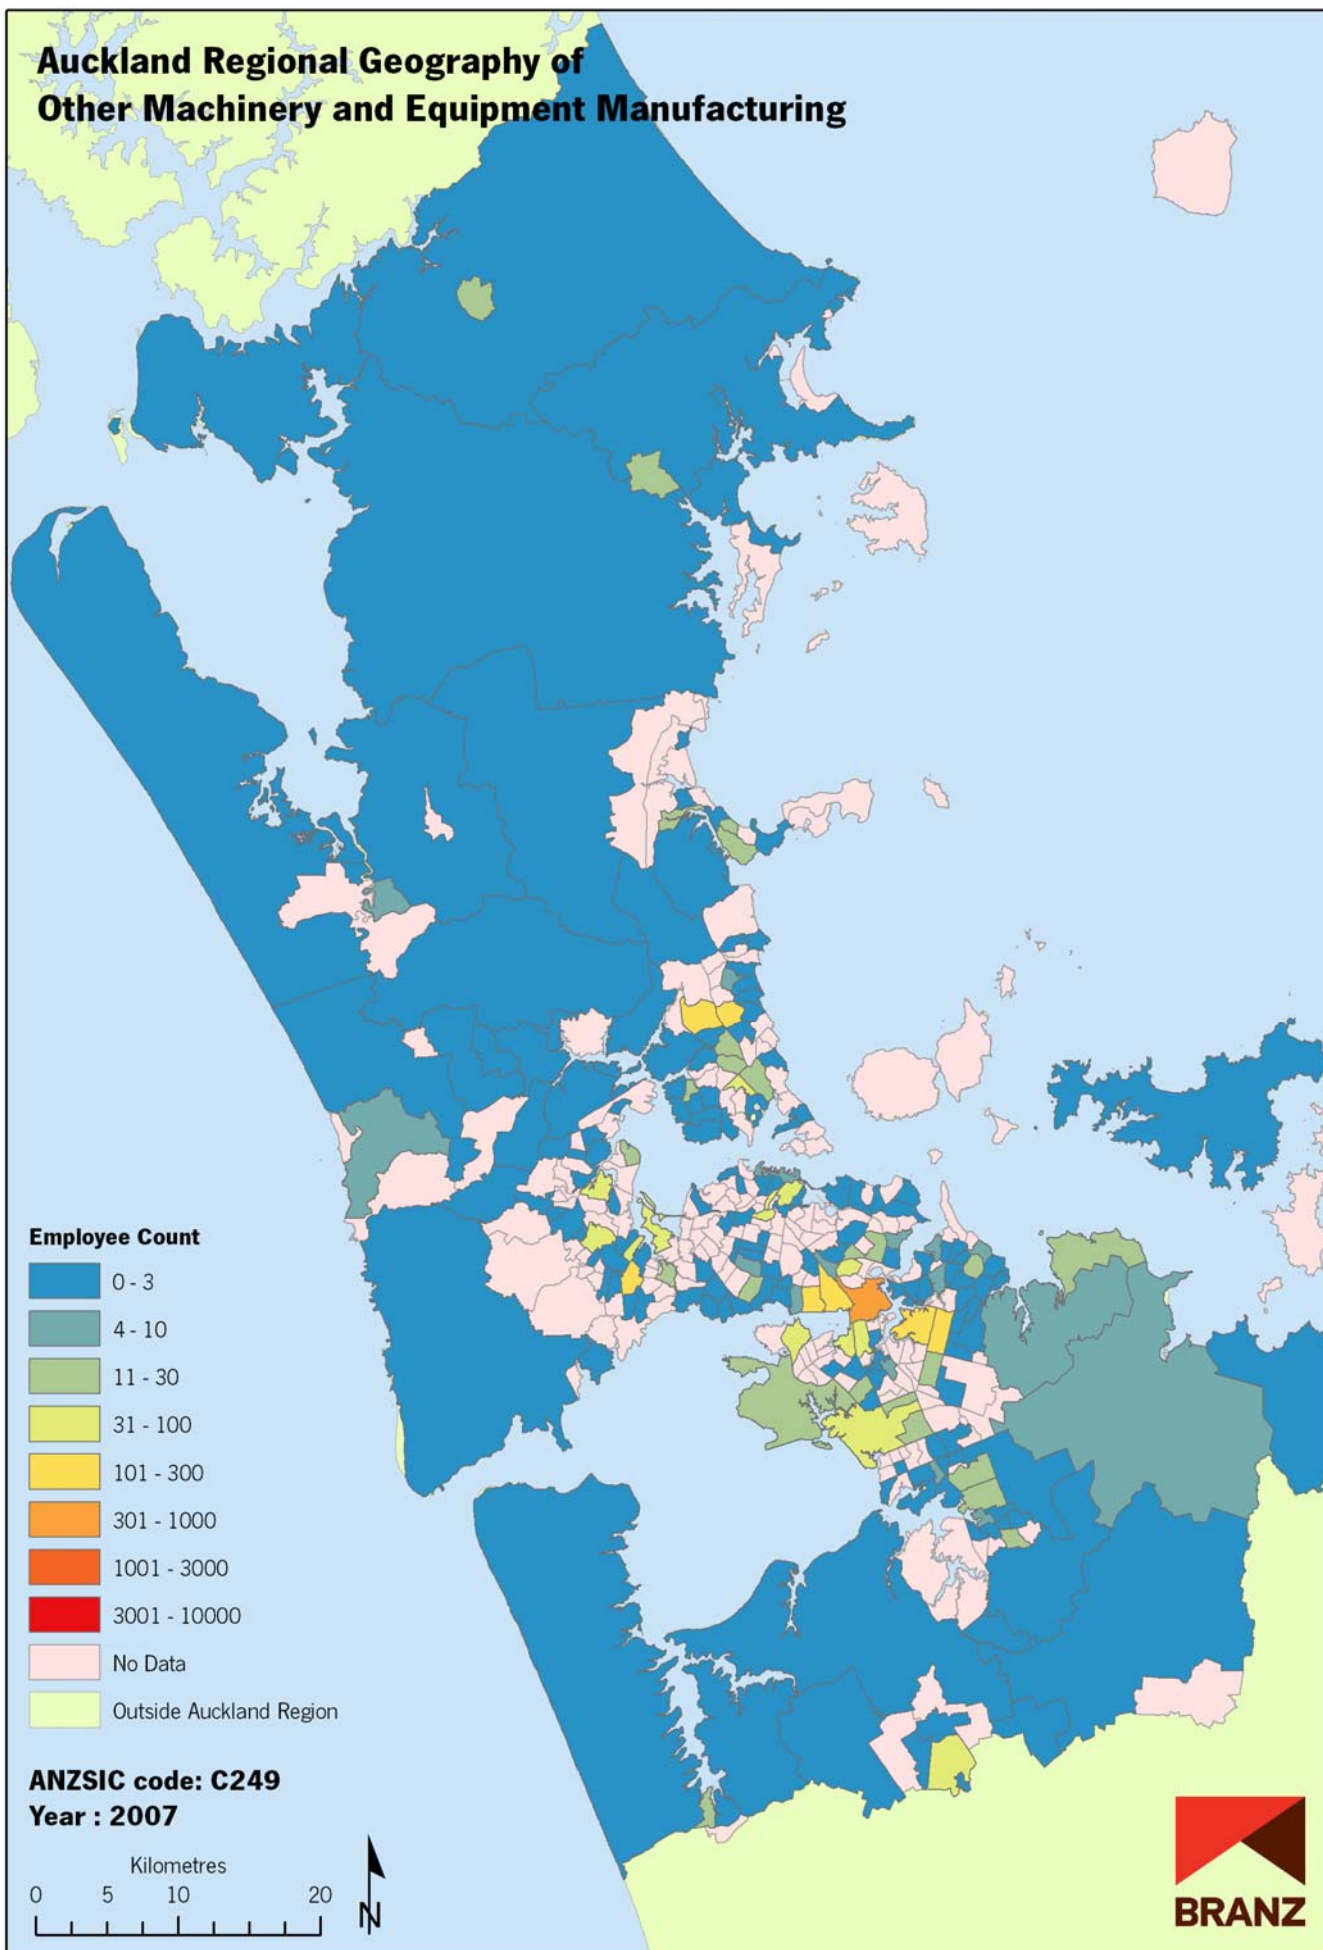 Auckland Regional Geography of
Other Machinery and Equipment Manufacturing
Employee Count
0 - 3
4 - 10
11 - 30
31 - 100
101 - 300
301 - 1000
1001 - 3000
3001 - 10000
No Data
Outside Auckland Region
ANZSIC code: C249
Year : 2007
Kilometres
0 5 10 20
N
BRANZ